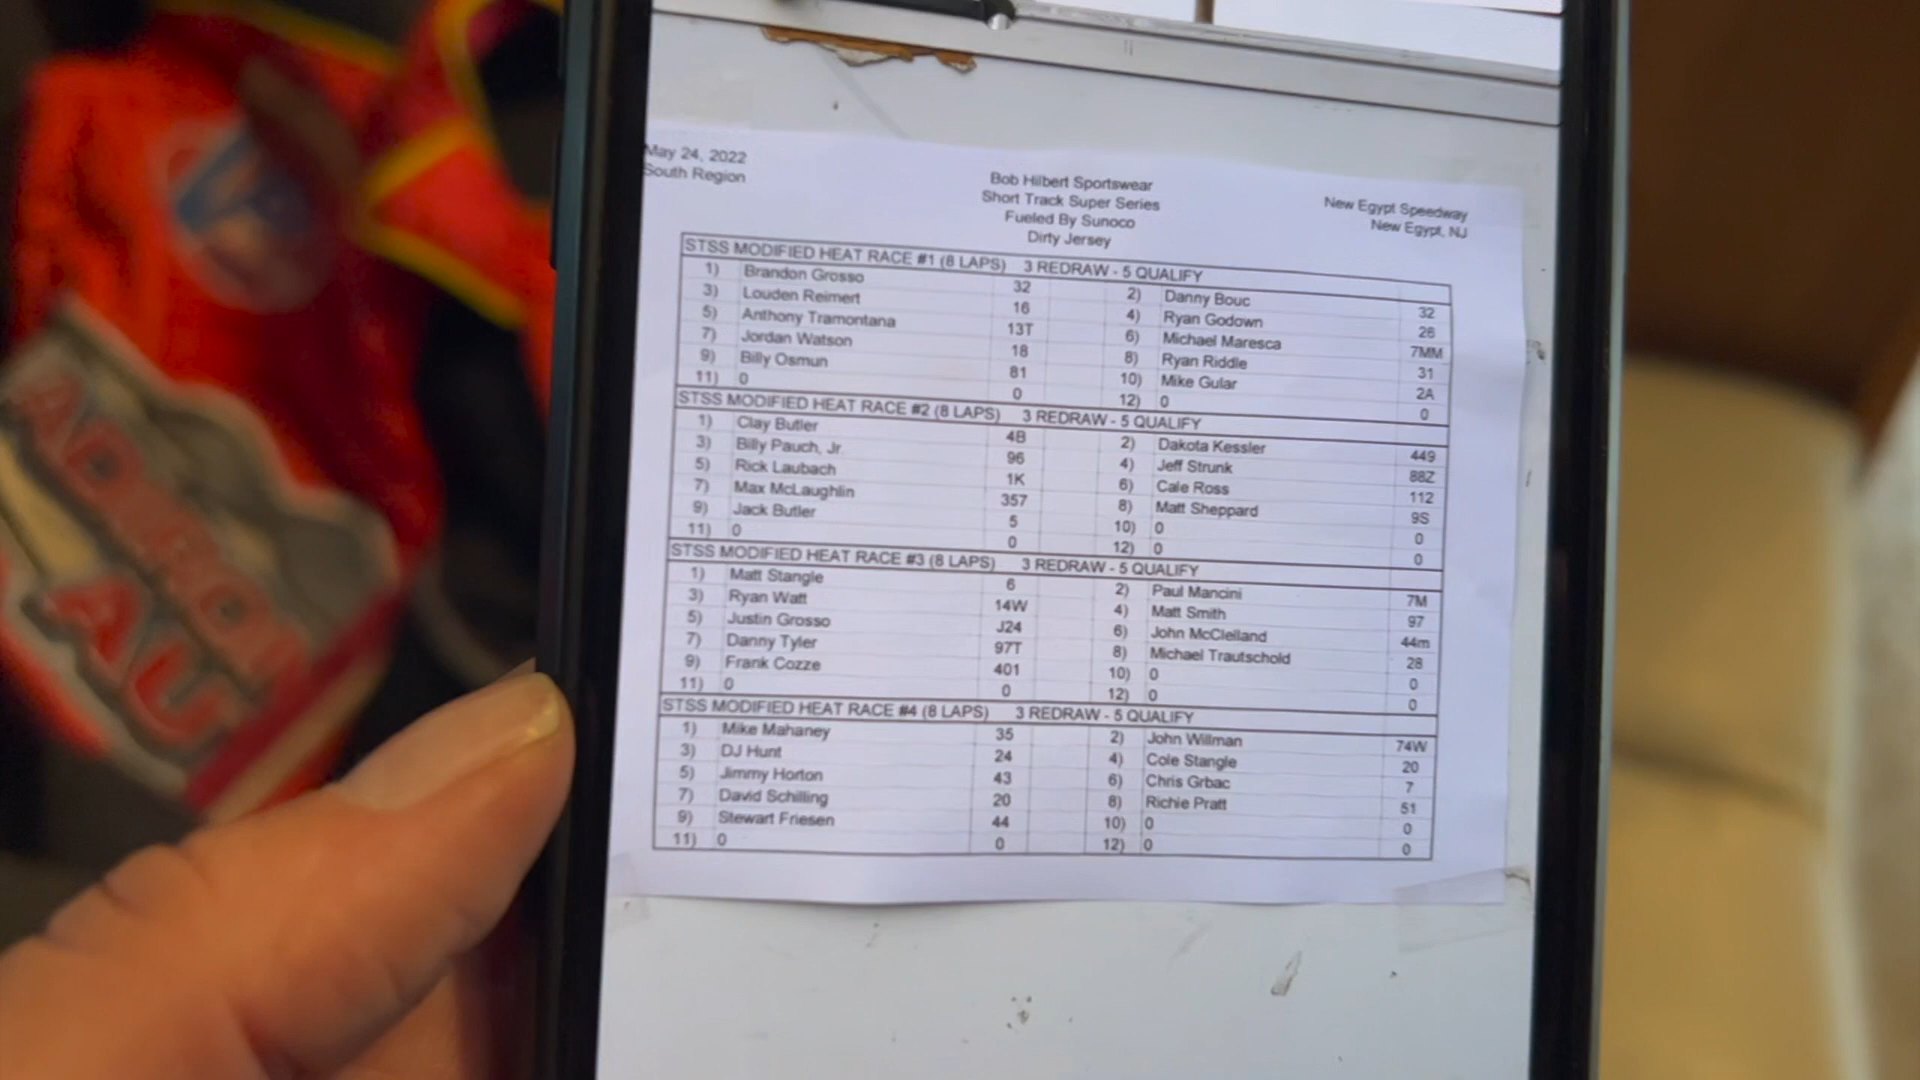 May 24, 2022
South Region
Bob Hilbert Sportswear
Short Track Super Series
Fueled By Sunoco
Dirty Jersey
New Egypt Speedway
New Egypt, NJ
STSS MODIFIED HEAT RACE #1 (8 LAPS) 3 REDRAW - 5 QUALIFY
1) Brandon Grosso 32 2) Danny Bouc 32
3) Louden Reimert 16 4) Ryan Godown 26
5) Anthony Tramontana 13T 6) Michael Maresca 7MM
7) Jordan Watson 18 8) Ryan Riddle 31
9) Billy Osmun 81 10) Mike Gular 2A
11) 0 0 12) 0 0
STSS MODIFIED HEAT RACE #2 (8 LAPS) 3 REDRAW - 5 QUALIFY
1) Clay Butler 4B 2) Dakota Kessler 449
3) Billy Pauch, Jr. 96 4) Jeff Strunk 88Z
5) Rick Laubach 1K 6) Cale Ross 112
7) Max McLaughlin 357 8) Matt Sheppard 9S
9) Jack Butler 5 10) 0 0
11) 0 0 12) 0 0
STSS MODIFIED HEAT RACE #3 (8 LAPS) 3 REDRAW - 5 QUALIFY
1) Matt Stangle 6 2) Paul Mancini 7M
3) Ryan Watt 14W 4) Matt Smith 97
5) Justin Grosso J24 6) John McClelland 44m
7) Danny Tyler 97T 8) Michael Trautschold 28
9) Frank Cozze 401 10) 0 0
11) 0 0 12) 0 0
STSS MODIFIED HEAT RACE #4 (8 LAPS) 3 REDRAW - 5 QUALIFY
1) Mike Mahaney 35 2) John Willman 74W
3) DJ Hunt 24 4) Cole Stangle 20
5) Jimmy Horton 43 6) Chris Grbac 7
7) David Schilling 20 8) Richie Pratt 51
9) Stewart Friesen 44 10) 0 0
11) 0 0 12) 0 0